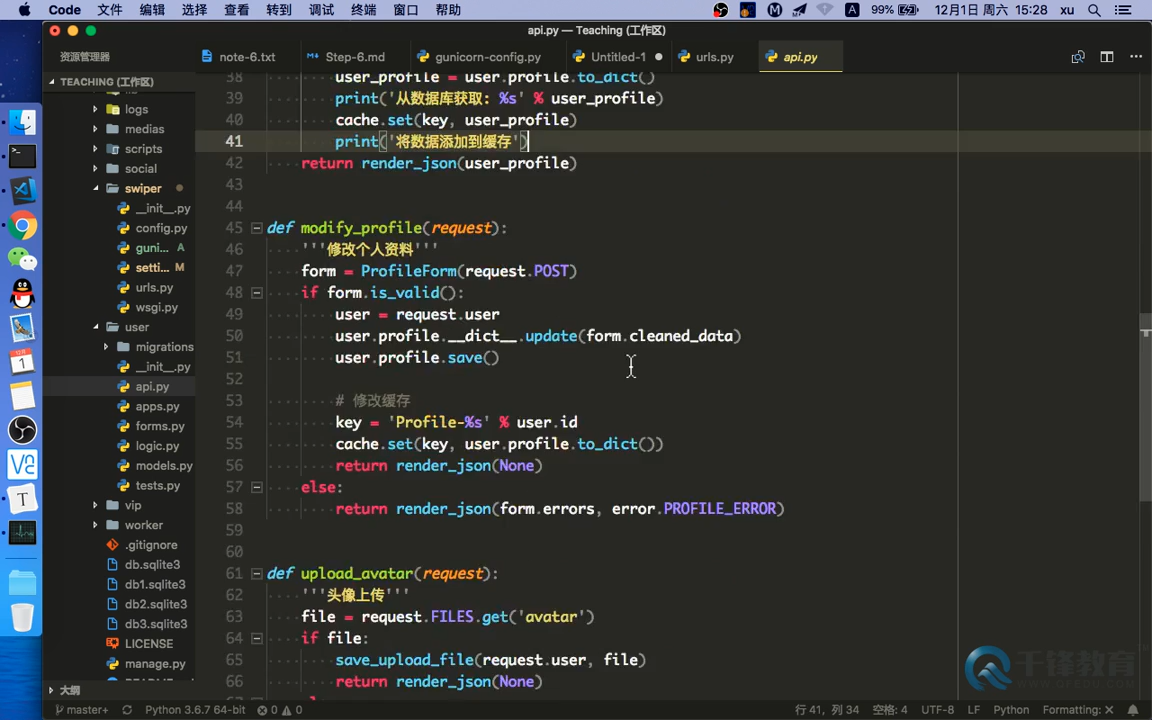 Code 文件 编辑 选择 查看 转到 调试 终端 窗口 帮助 99% 12月1日 周六 15:28 xu
api.py — Teaching (工作区)
资源管理器 note-6.txt Step-6.md gunicorn-config.py Untitled-1 urls.py api.py
TEACHING (工作区)
logs
medias
scripts
social
swiper
__init__.py
config.py
guni... A
setti... M
urls.py
wsgi.py
user
migrations
__init__.py
api.py
apps.py
forms.py
logic.py
models.py
tests.py
vip
worker
.gitignore
db.sqlite3
db1.sqlite3
db2.sqlite3
db3.sqlite3
LICENSE
manage.py
大纲
38 user_profile = user.profile.to_dict()
39 print('从数据库获取: %s' % user_profile)
40 cache.set(key, user_profile)
41 print('将数据添加到缓存')
42 return render_json(user_profile)
43
44
45 def modify_profile(request):
46 '''修改个人资料'''
47 form = ProfileForm(request.POST)
48 if form.is_valid():
49 user = request.user
50 user.profile.__dict__.update(form.cleaned_data)
51 user.profile.save()
52
53 # 修改缓存
54 key = 'Profile-%s' % user.id
55 cache.set(key, user.profile.to_dict())
56 return render_json(None)
57 else:
58 return render_json(form.errors, error.PROFILE_ERROR)
59
60
61 def upload_avatar(request):
62 '''头像上传'''
63 file = request.FILES.get('avatar')
64 if file:
65 save_upload_file(request.user, file)
66 return render_json(None)
千锋教育
master+ Python 3.6.7 64-bit 0 0 行 41, 列 34 空格: 4 UTF-8 LF Python Formatting: ×